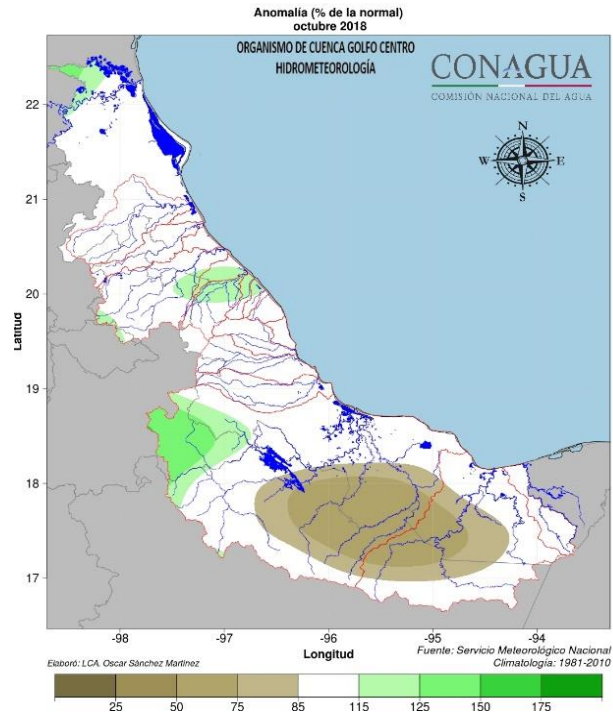 Anomalía (% de la normal)
octubre 2018
ORGANISMO DE CUENCA GOLFO CENTRO
HIDROMETEOROLOGÍA
CONAGUA
COMISIÓN NACIONAL DEL AGUA
N
W E
S
22
21
20
19
18
17
Latitud
-98 -97 -96 -95 -94
Longitud
Elaboró: LCA. Oscar Sánchez Martínez
Fuente: Servicio Meteorológico Nacional
Climatología: 1981-2010
25 50 75 85 115 125 150 175